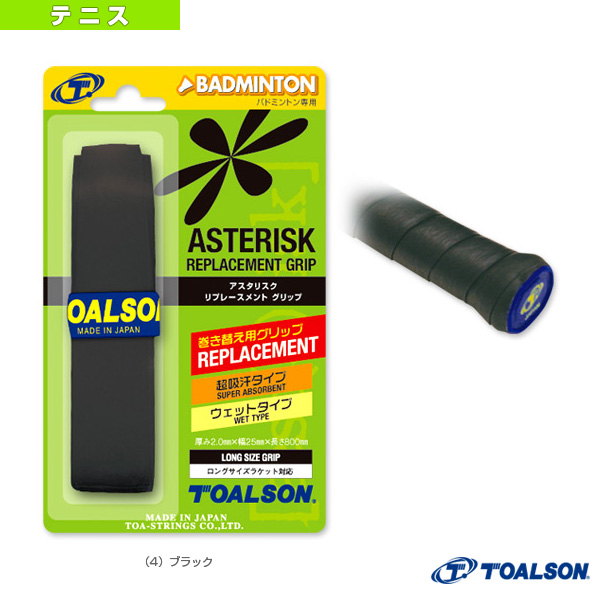 テニス
BADMINTON
バドミントン専用
ASTERISK
REPLACEMENT GRIP
アスタリスク
リプレースメント グリップ
OALSON
MADE IN JAPAN
巻き替え用グリップ
REPLACEMENT
超吸汗タイプ
SUPER ABSORBENT
ウェットタイプ
WET TYPE
厚み2.0mm×幅25mm×長さ800mm
LONG SIZE GRIP
ロングサイズラケット対応
TOALSON
MADE IN JAPAN
TOA-STRINGS CO.,LTD.
(4) ブラック
TOALSON